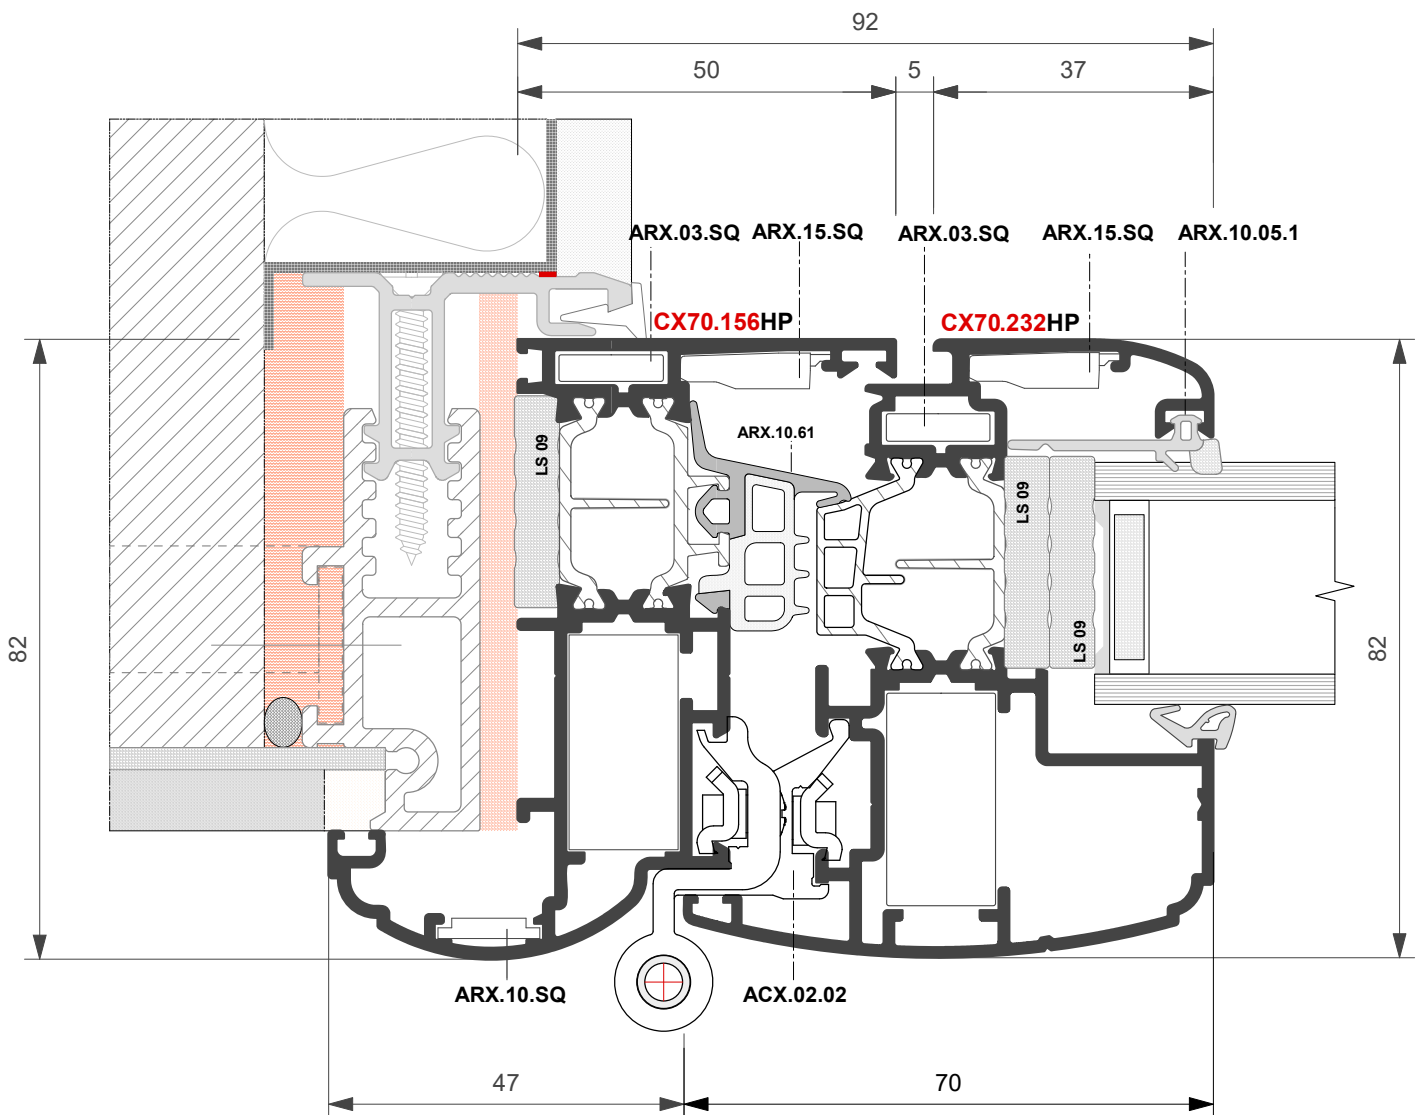 92
50
5
37
ARX.03.SQ
ARX.15.SQ
ARX.03.SQ
ARX.15.SQ
ARX.10.05.1
CX70.156HP
CX70.232HP
ARX.10.61
LS 09
LS 09
LS 09
82
82
ARX.10.SQ
ACX.02.02
47
70